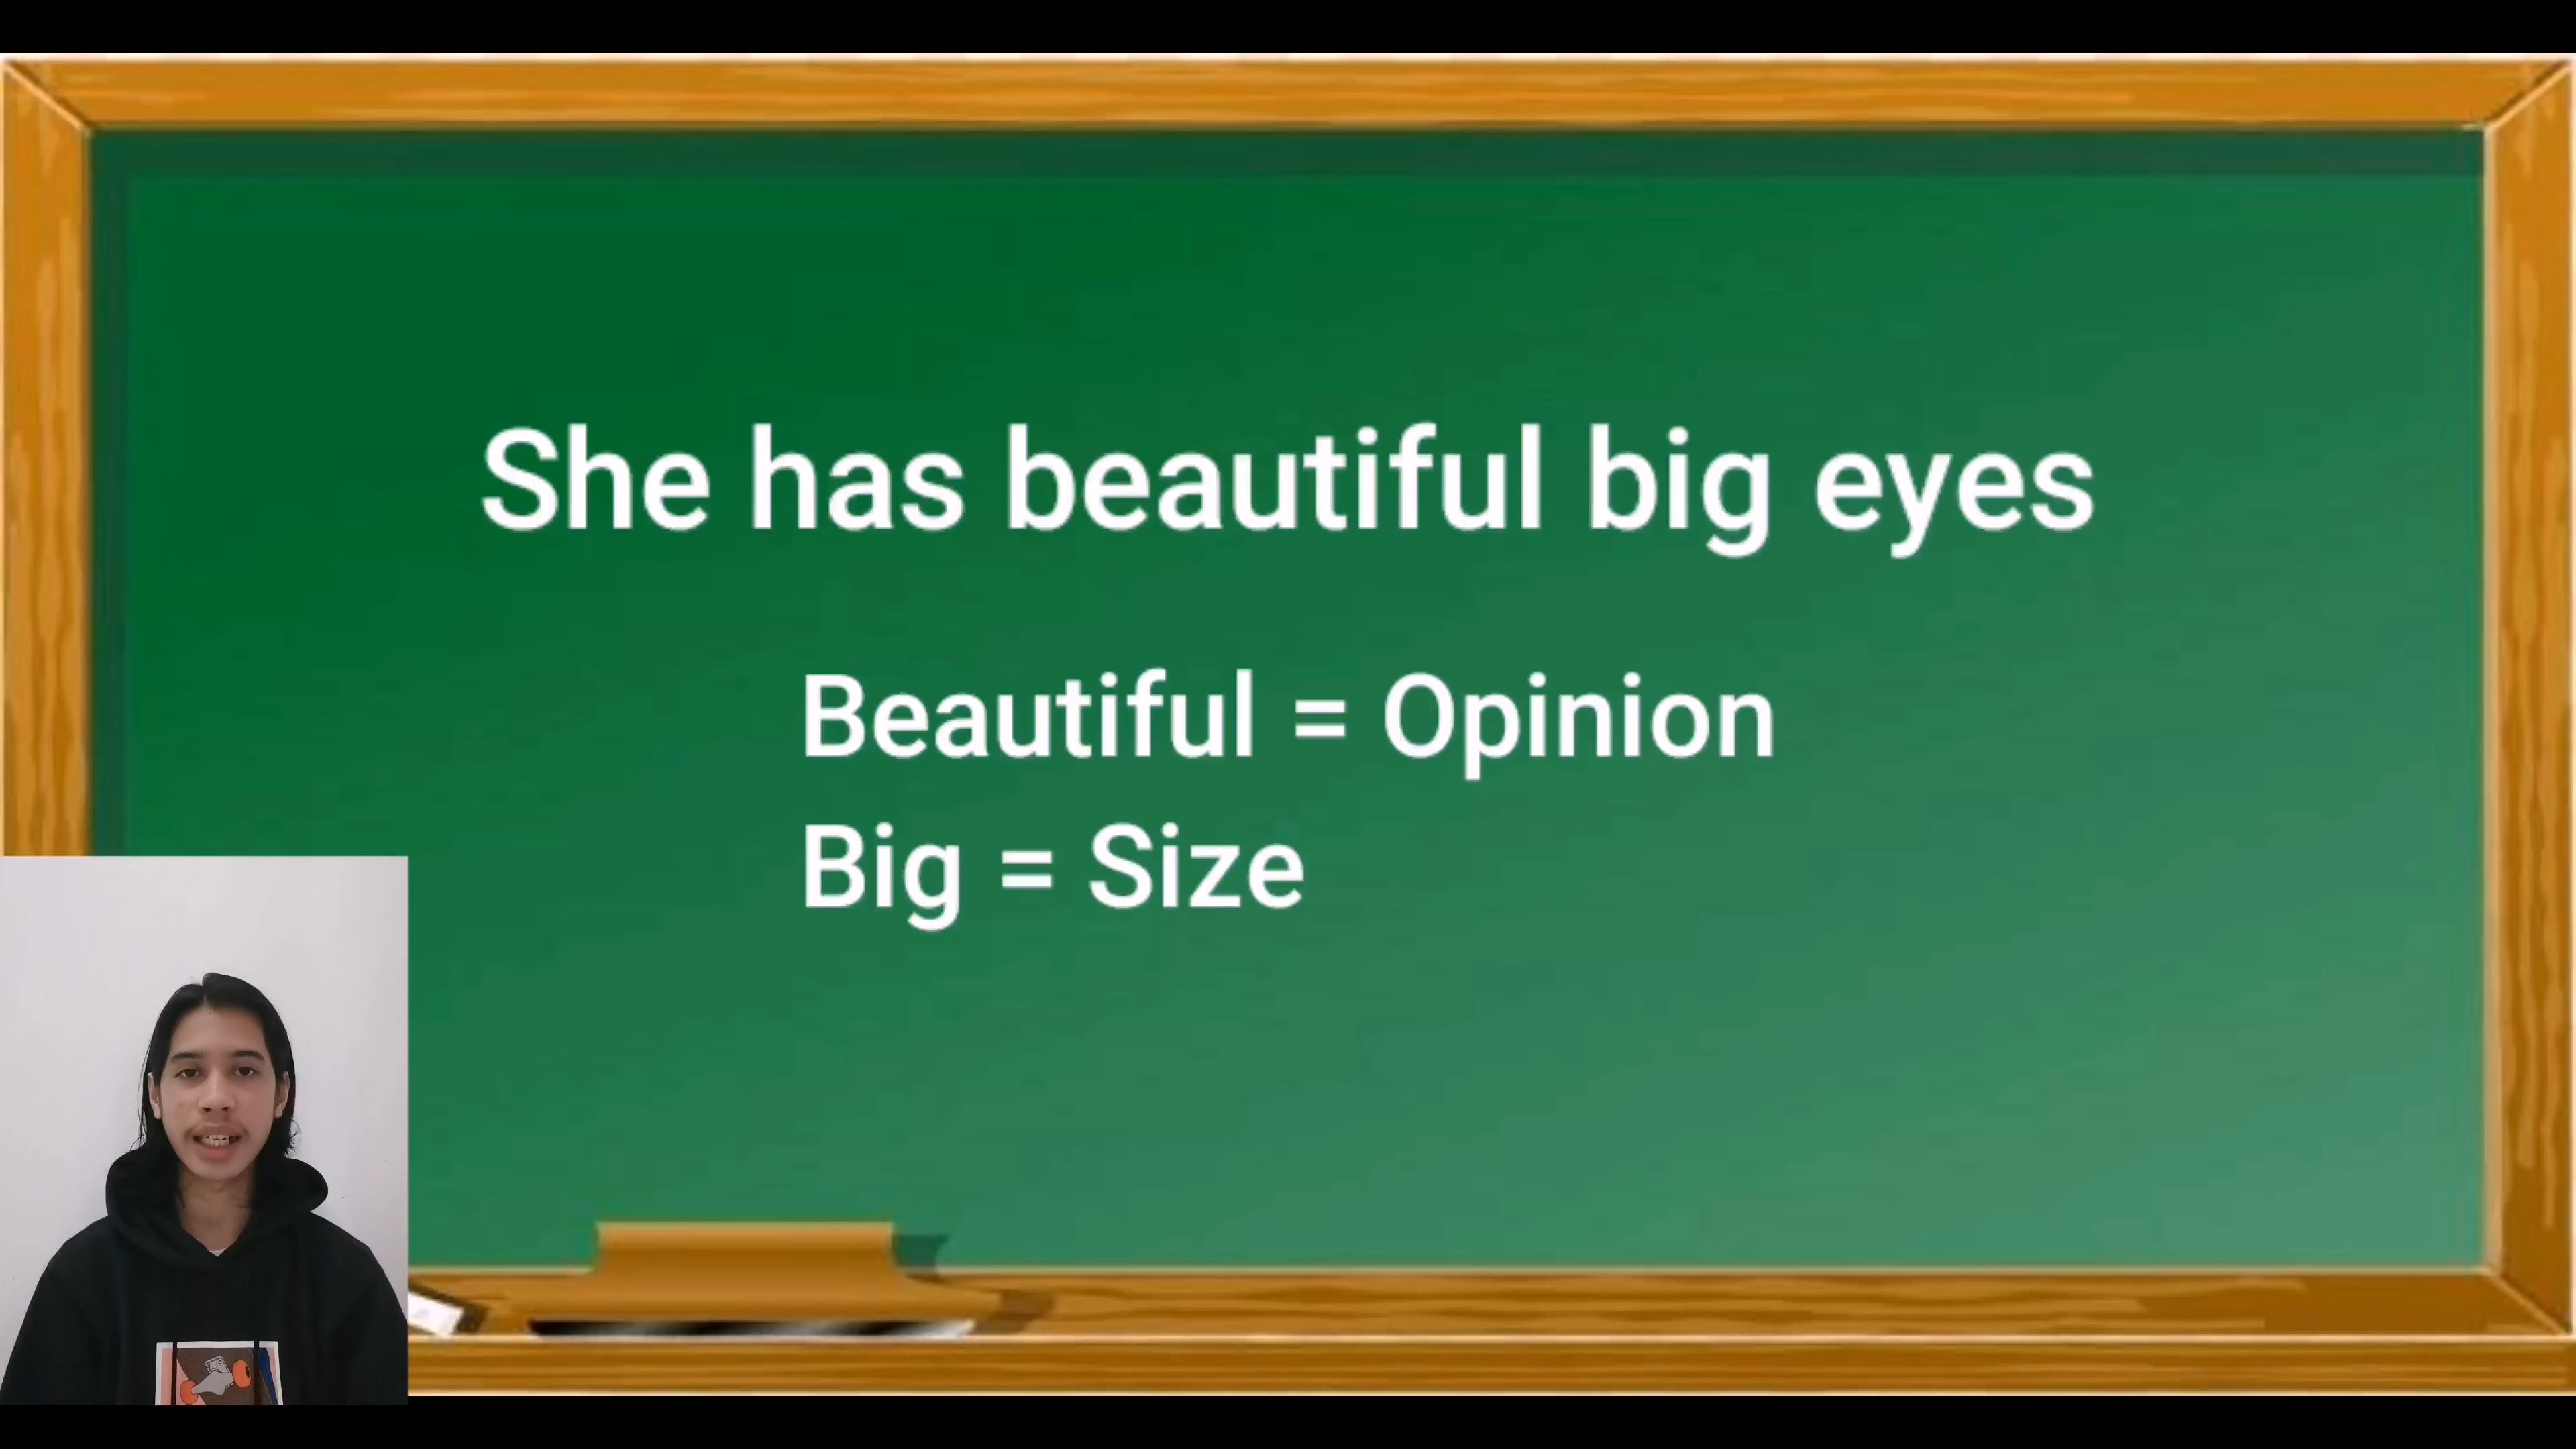 She has beautiful big eyes
Beautiful = Opinion
Big = Size